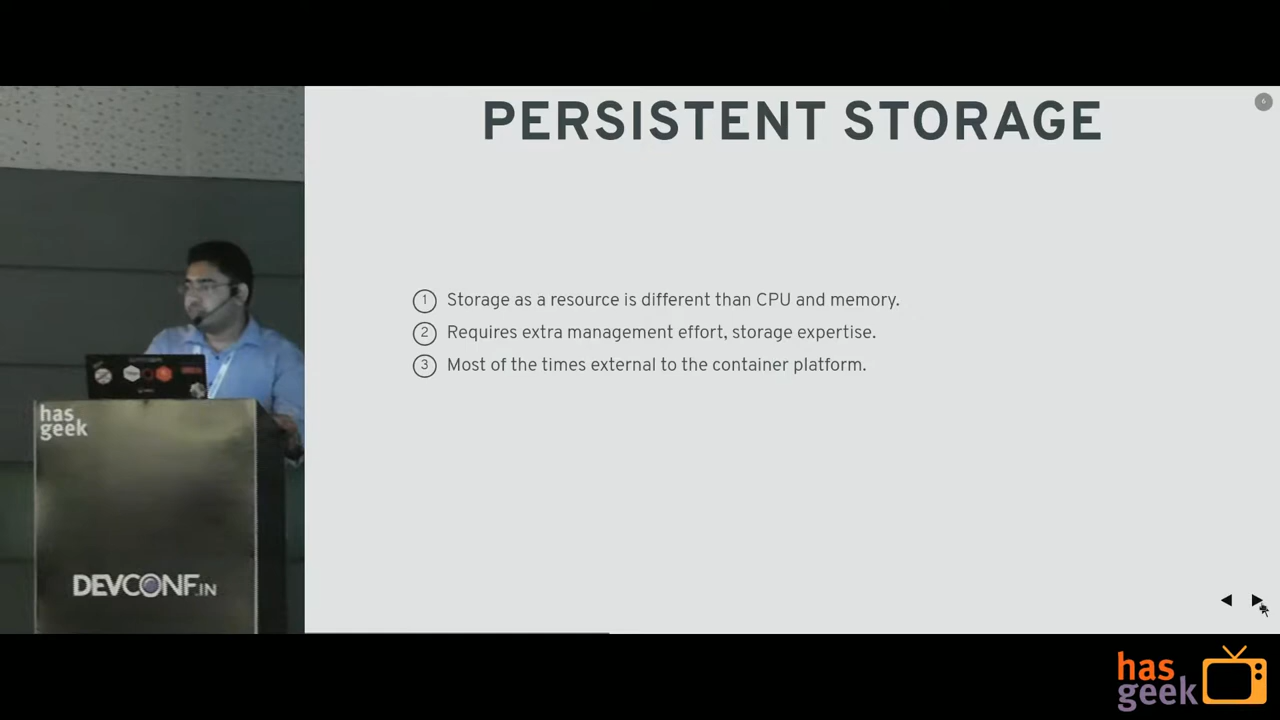 PERSISTENT STORAGE
6
1 Storage as a resource is different than CPU and memory.
2 Requires extra management effort, storage expertise.
3 Most of the times external to the container platform.
has
geek
DEVCONF.IN
has
geek